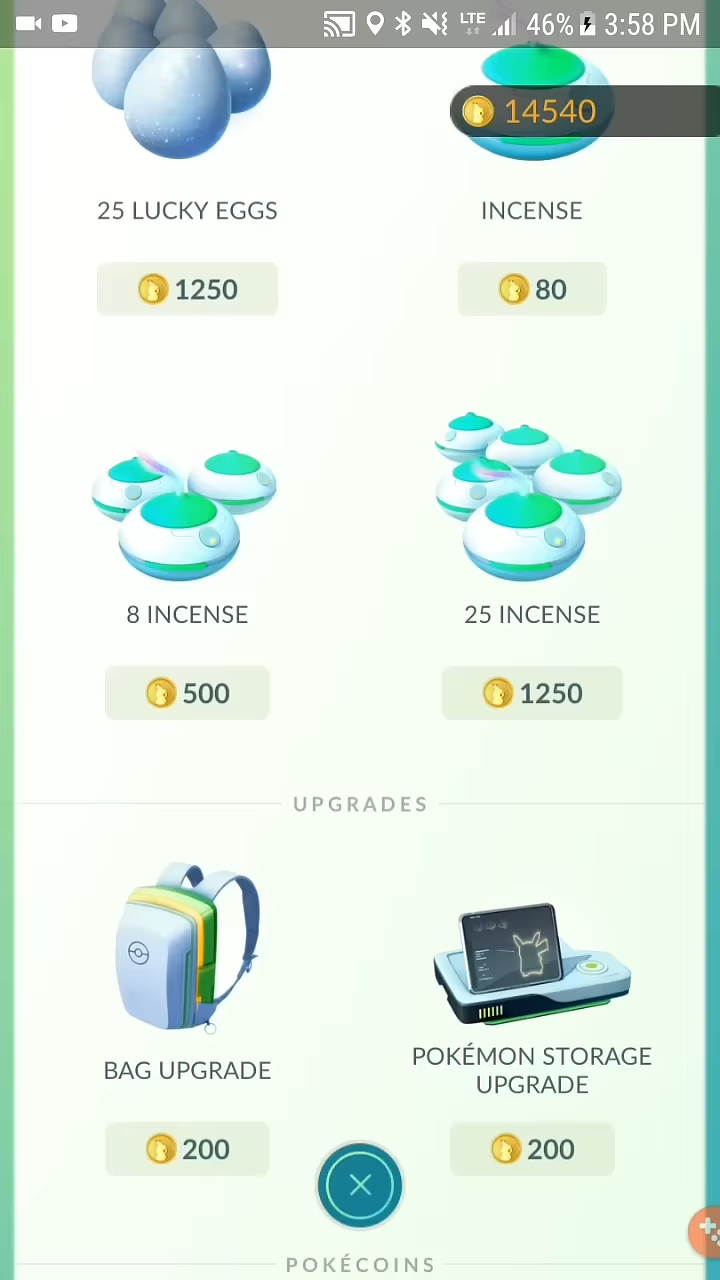 LTE 46% 3:58 PM
14540
25 LUCKY EGGS
INCENSE
1250
80
8 INCENSE
25 INCENSE
500
1250
UPGRADES
BAG UPGRADE
POKÉMON STORAGE
UPGRADE
200
200
POKÉCOINS